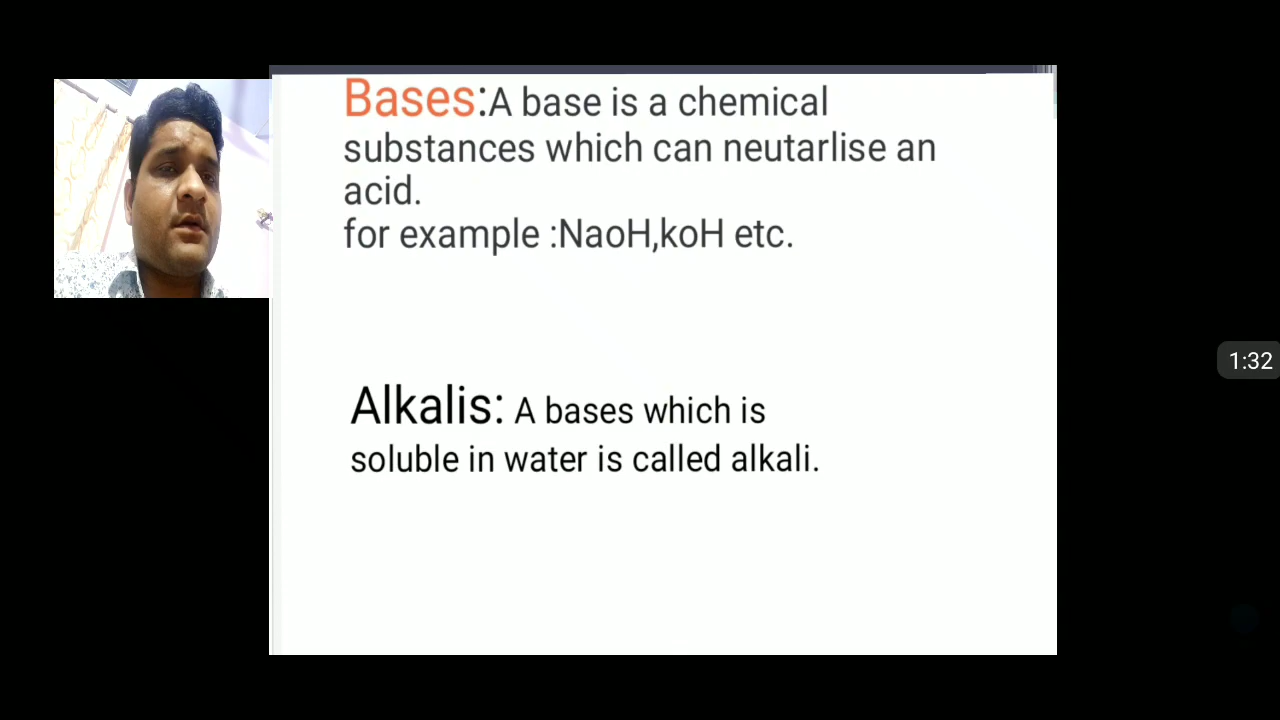 Bases:A base is a chemical
substances which can neutarlise an
acid.
for example :NaoH,koH etc.
Alkalis: A bases which is
soluble in water is called alkali.
1:32